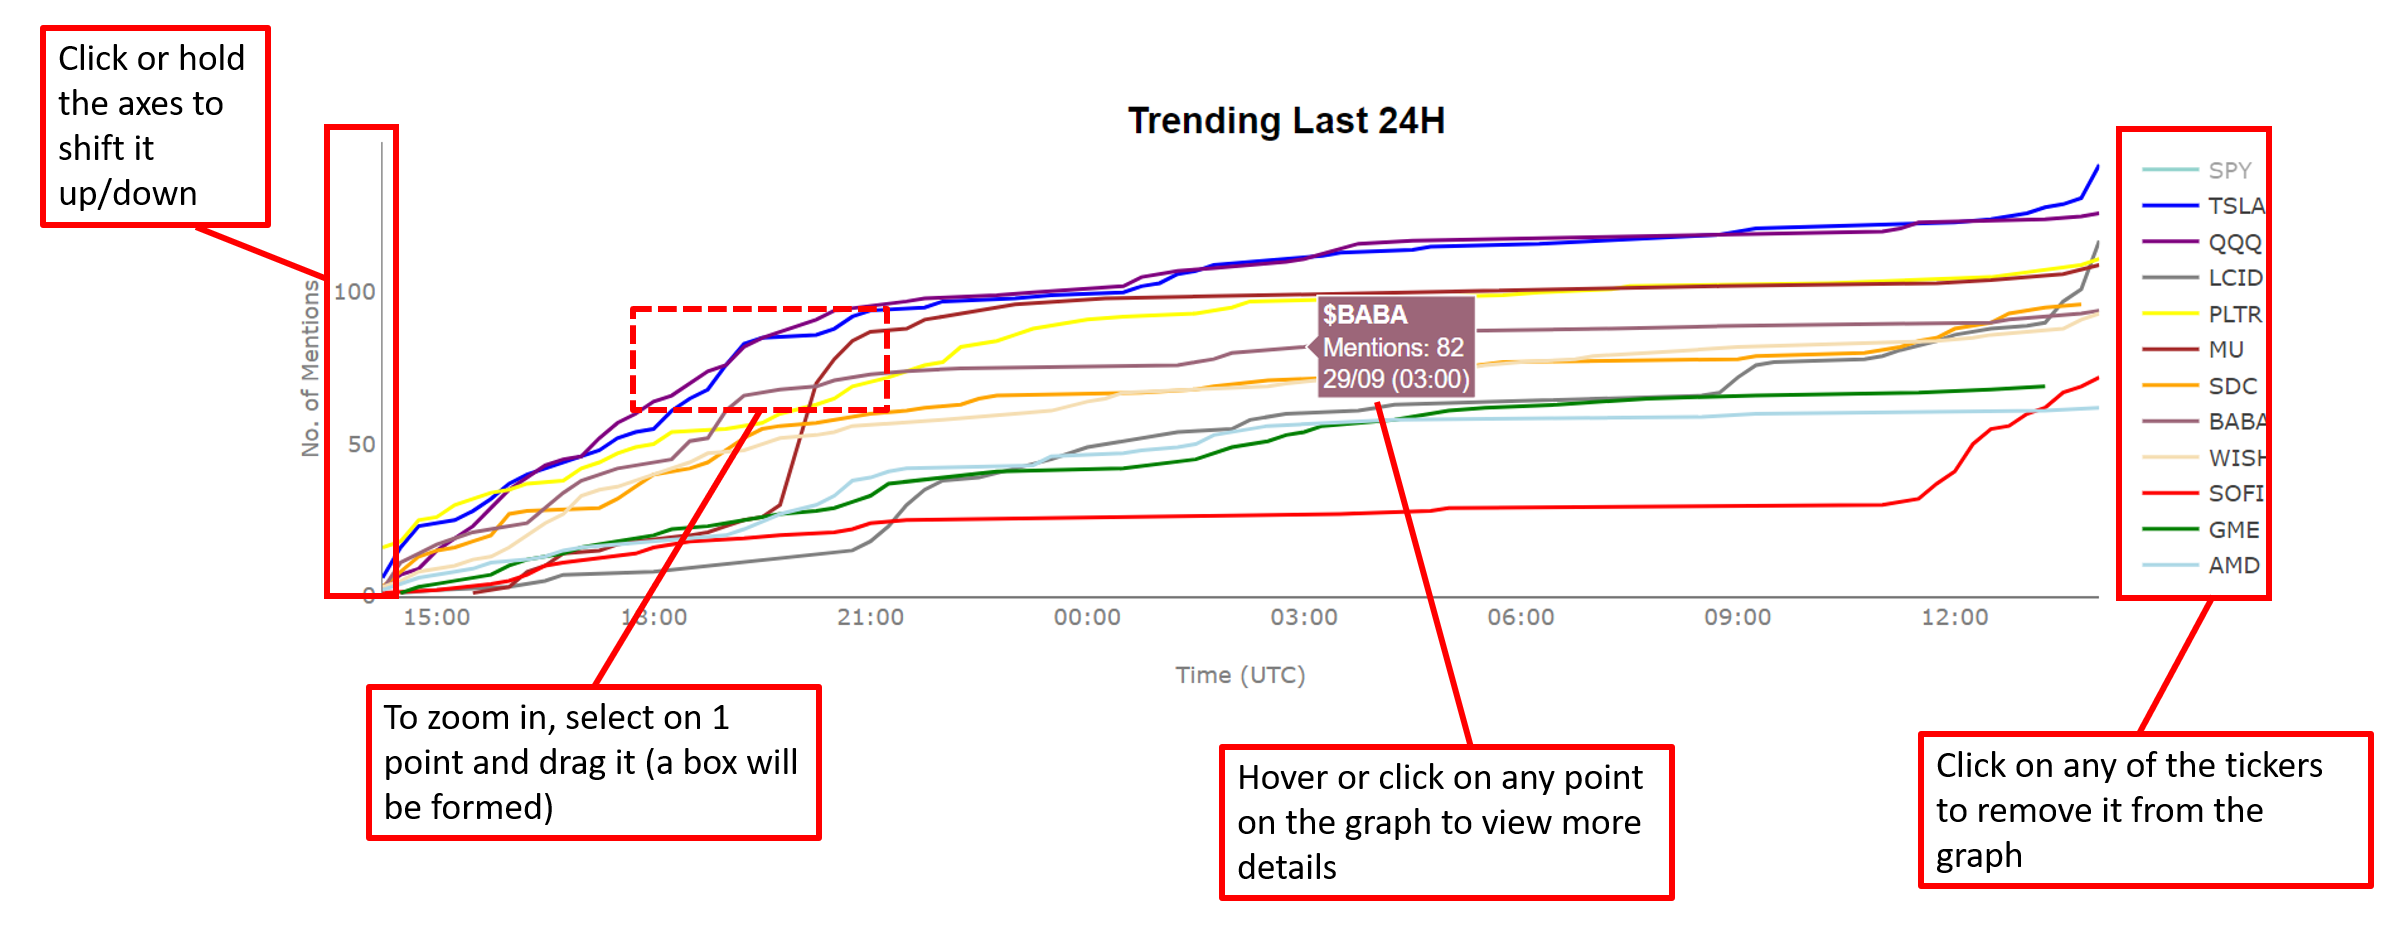 Click or hold
the axes to
shift it
up/down
Trending Last 24H
No. of Mentions
100
50
0
15:00
18:00
21:00
00:00
03:00
06:00
09:00
12:00
Time (UTC)
$BABA
Mentions: 82
29/09 (03:00)
SPY
TSLA
QQQ
LCID
PLTR
MU
SDC
BABA
WISH
SOFI
GME
AMD
To zoom in, select on 1
point and drag it (a box will
be formed)
Hover or click on any point
on the graph to view more
details
Click on any of the tickers
to remove it from the
graph